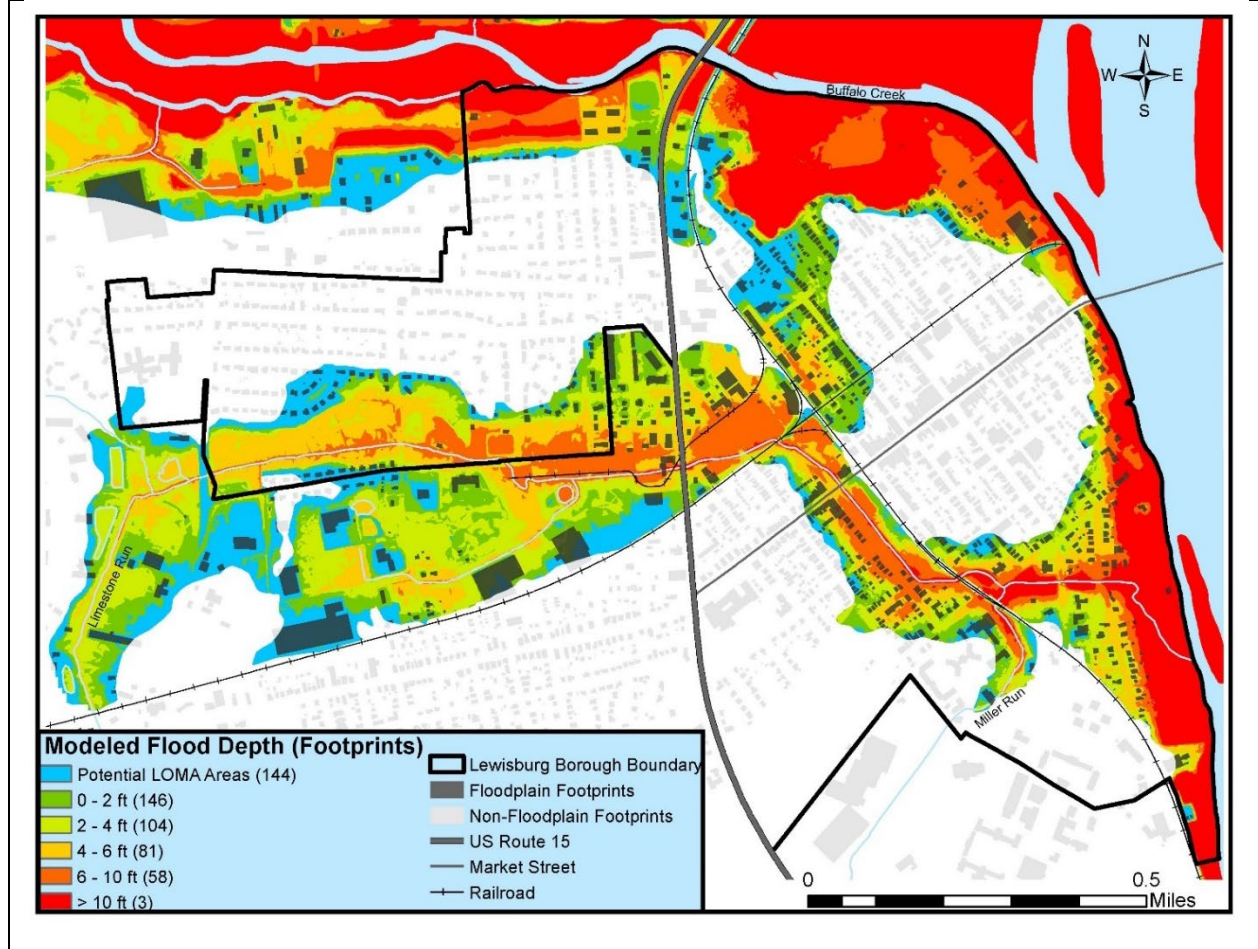 N
W E
S
Buffalo Creek
Limestone Run
Miller Run
Modeled Flood Depth (Footprints)
Potential LOMA Areas (144)
0 - 2 ft (146)
2 - 4 ft (104)
4 - 6 ft (81)
6 - 10 ft (58)
> 10 ft (3)
Lewisburg Borough Boundary
Floodplain Footprints
Non-Floodplain Footprints
US Route 15
Market Street
Railroad
0 0.5
Miles